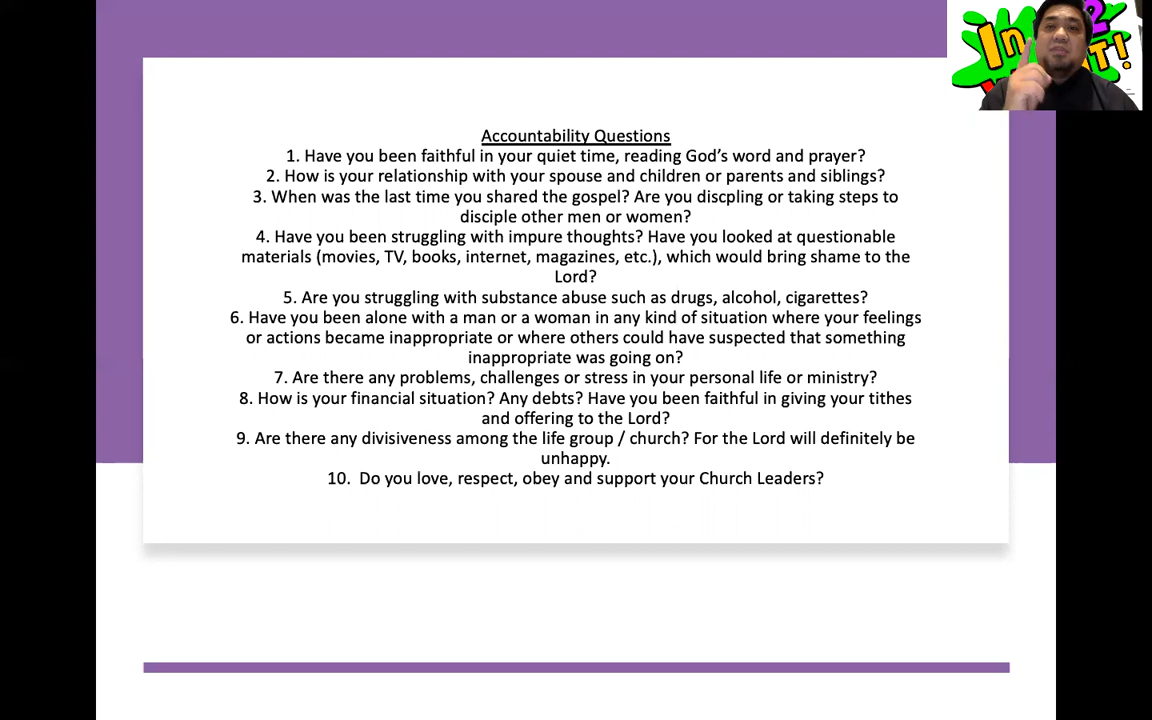 Accountability Questions
1. Have you been faithful in your quiet time, reading God's word and prayer?
2. How is your relationship with your spouse and children or parents and siblings?
3. When was the last time you shared the gospel? Are you discpling or taking steps to
disciple other men or women?
4. Have you been struggling with impure thoughts? Have you looked at questionable
materials (movies, TV, books, internet, magazines, etc.), which would bring shame to the
Lord?
5. Are you struggling with substance abuse such as drugs, alcohol, cigarettes?
6. Have you been alone with a man or a woman in any kind of situation where your feelings
or actions became inappropriate or where others could have suspected that something
inappropriate was going on?
7. Are there any problems, challenges or stress in your personal life or ministry?
8. How is your financial situation? Any debts? Have you been faithful in giving your tithes
and offering to the Lord?
9. Are there any divisiveness among the life group / church? For the Lord will definitely be
unhappy.
10. Do you love, respect, obey and support your Church Leaders?
In
2